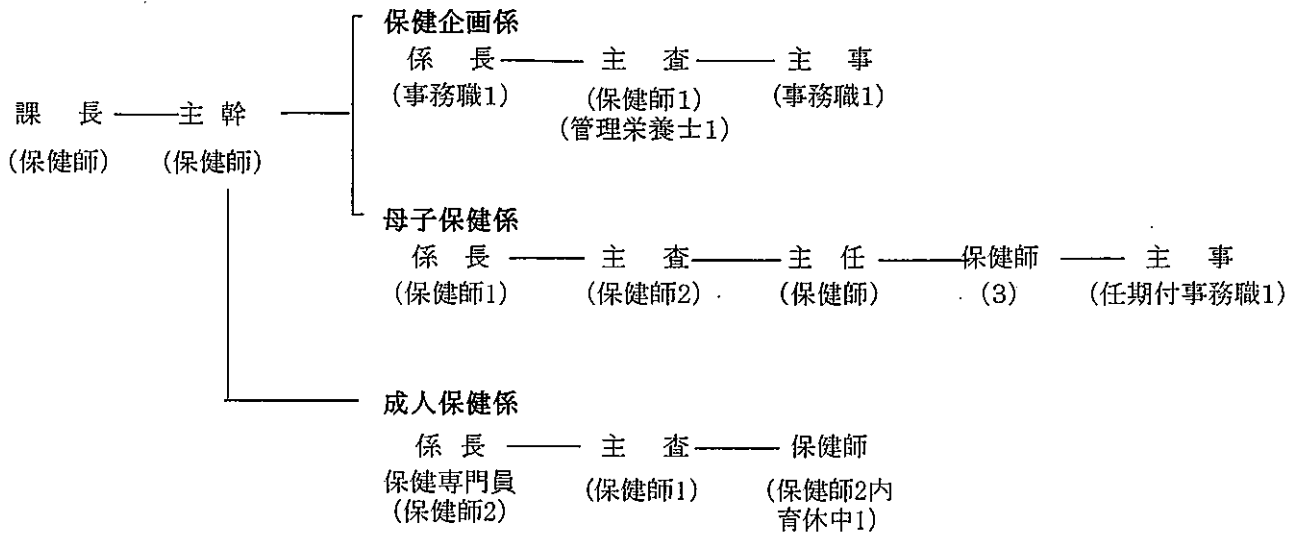 保健企画係
係 長 主 査 主 事
(事務職1) (保健師1) (事務職1)
(管理栄養士1)
課 長 主 幹
(保健師) (保健師)
母子保健係
係 長 主 査 主 任 保健師 主 事
(保健師1) (保健師2) (保健師) (3) (任期付事務職1)
成人保健係
係 長 主 査 保健師
保健専門員 (保健師1) (保健師2内
(保健師2) 育休中1)